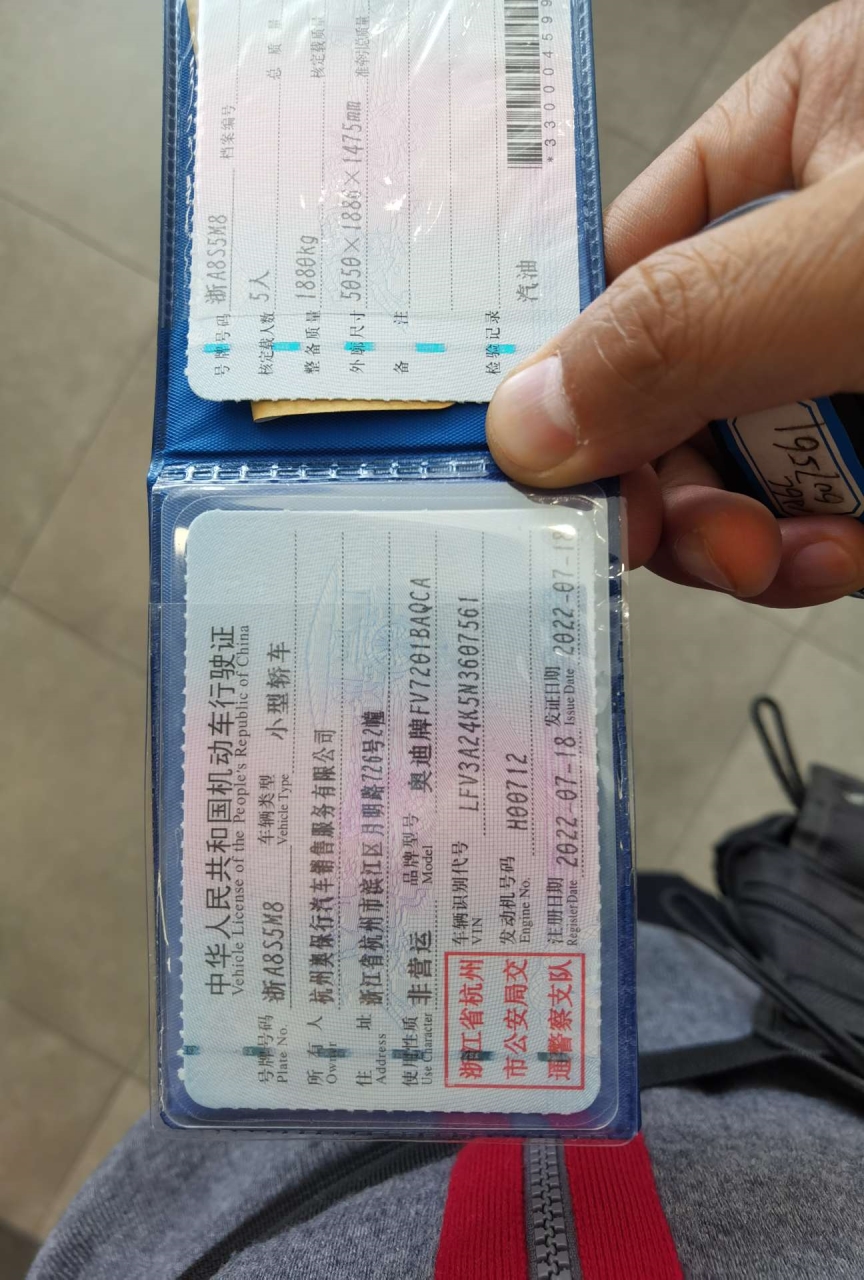 中华人民共和国机动车行驶证
Vehicle License of the People's Republic of China
号牌号码 浙A8S5M8 车辆类型 小型轿车
Plate No. Vehicle Type
所有人 杭州澳保行汽车销售服务有限公司
Owner
住址 浙江省杭州市滨江区月明路726号2幢
Address
使用性质 非营运 品牌型号 奥迪牌FV7201BAQCA
Use Character Model
浙江省杭州
市公安局交
通警察支队
车辆识别代号 LFV3A24K5N3607561
VIN
发动机号码 H00712
Engine No.
注册日期 2022-07-18 发证日期 2022-07-18
Register Date Issue Date
号牌号码 浙A8S5M8 档案编号
核定载人数 5人 总质量
整备质量 1880kg 核定载质量
外廓尺寸 5050×1886×1475mm 准牵引总质量
备注
检验记录 汽油
*330004599
607561